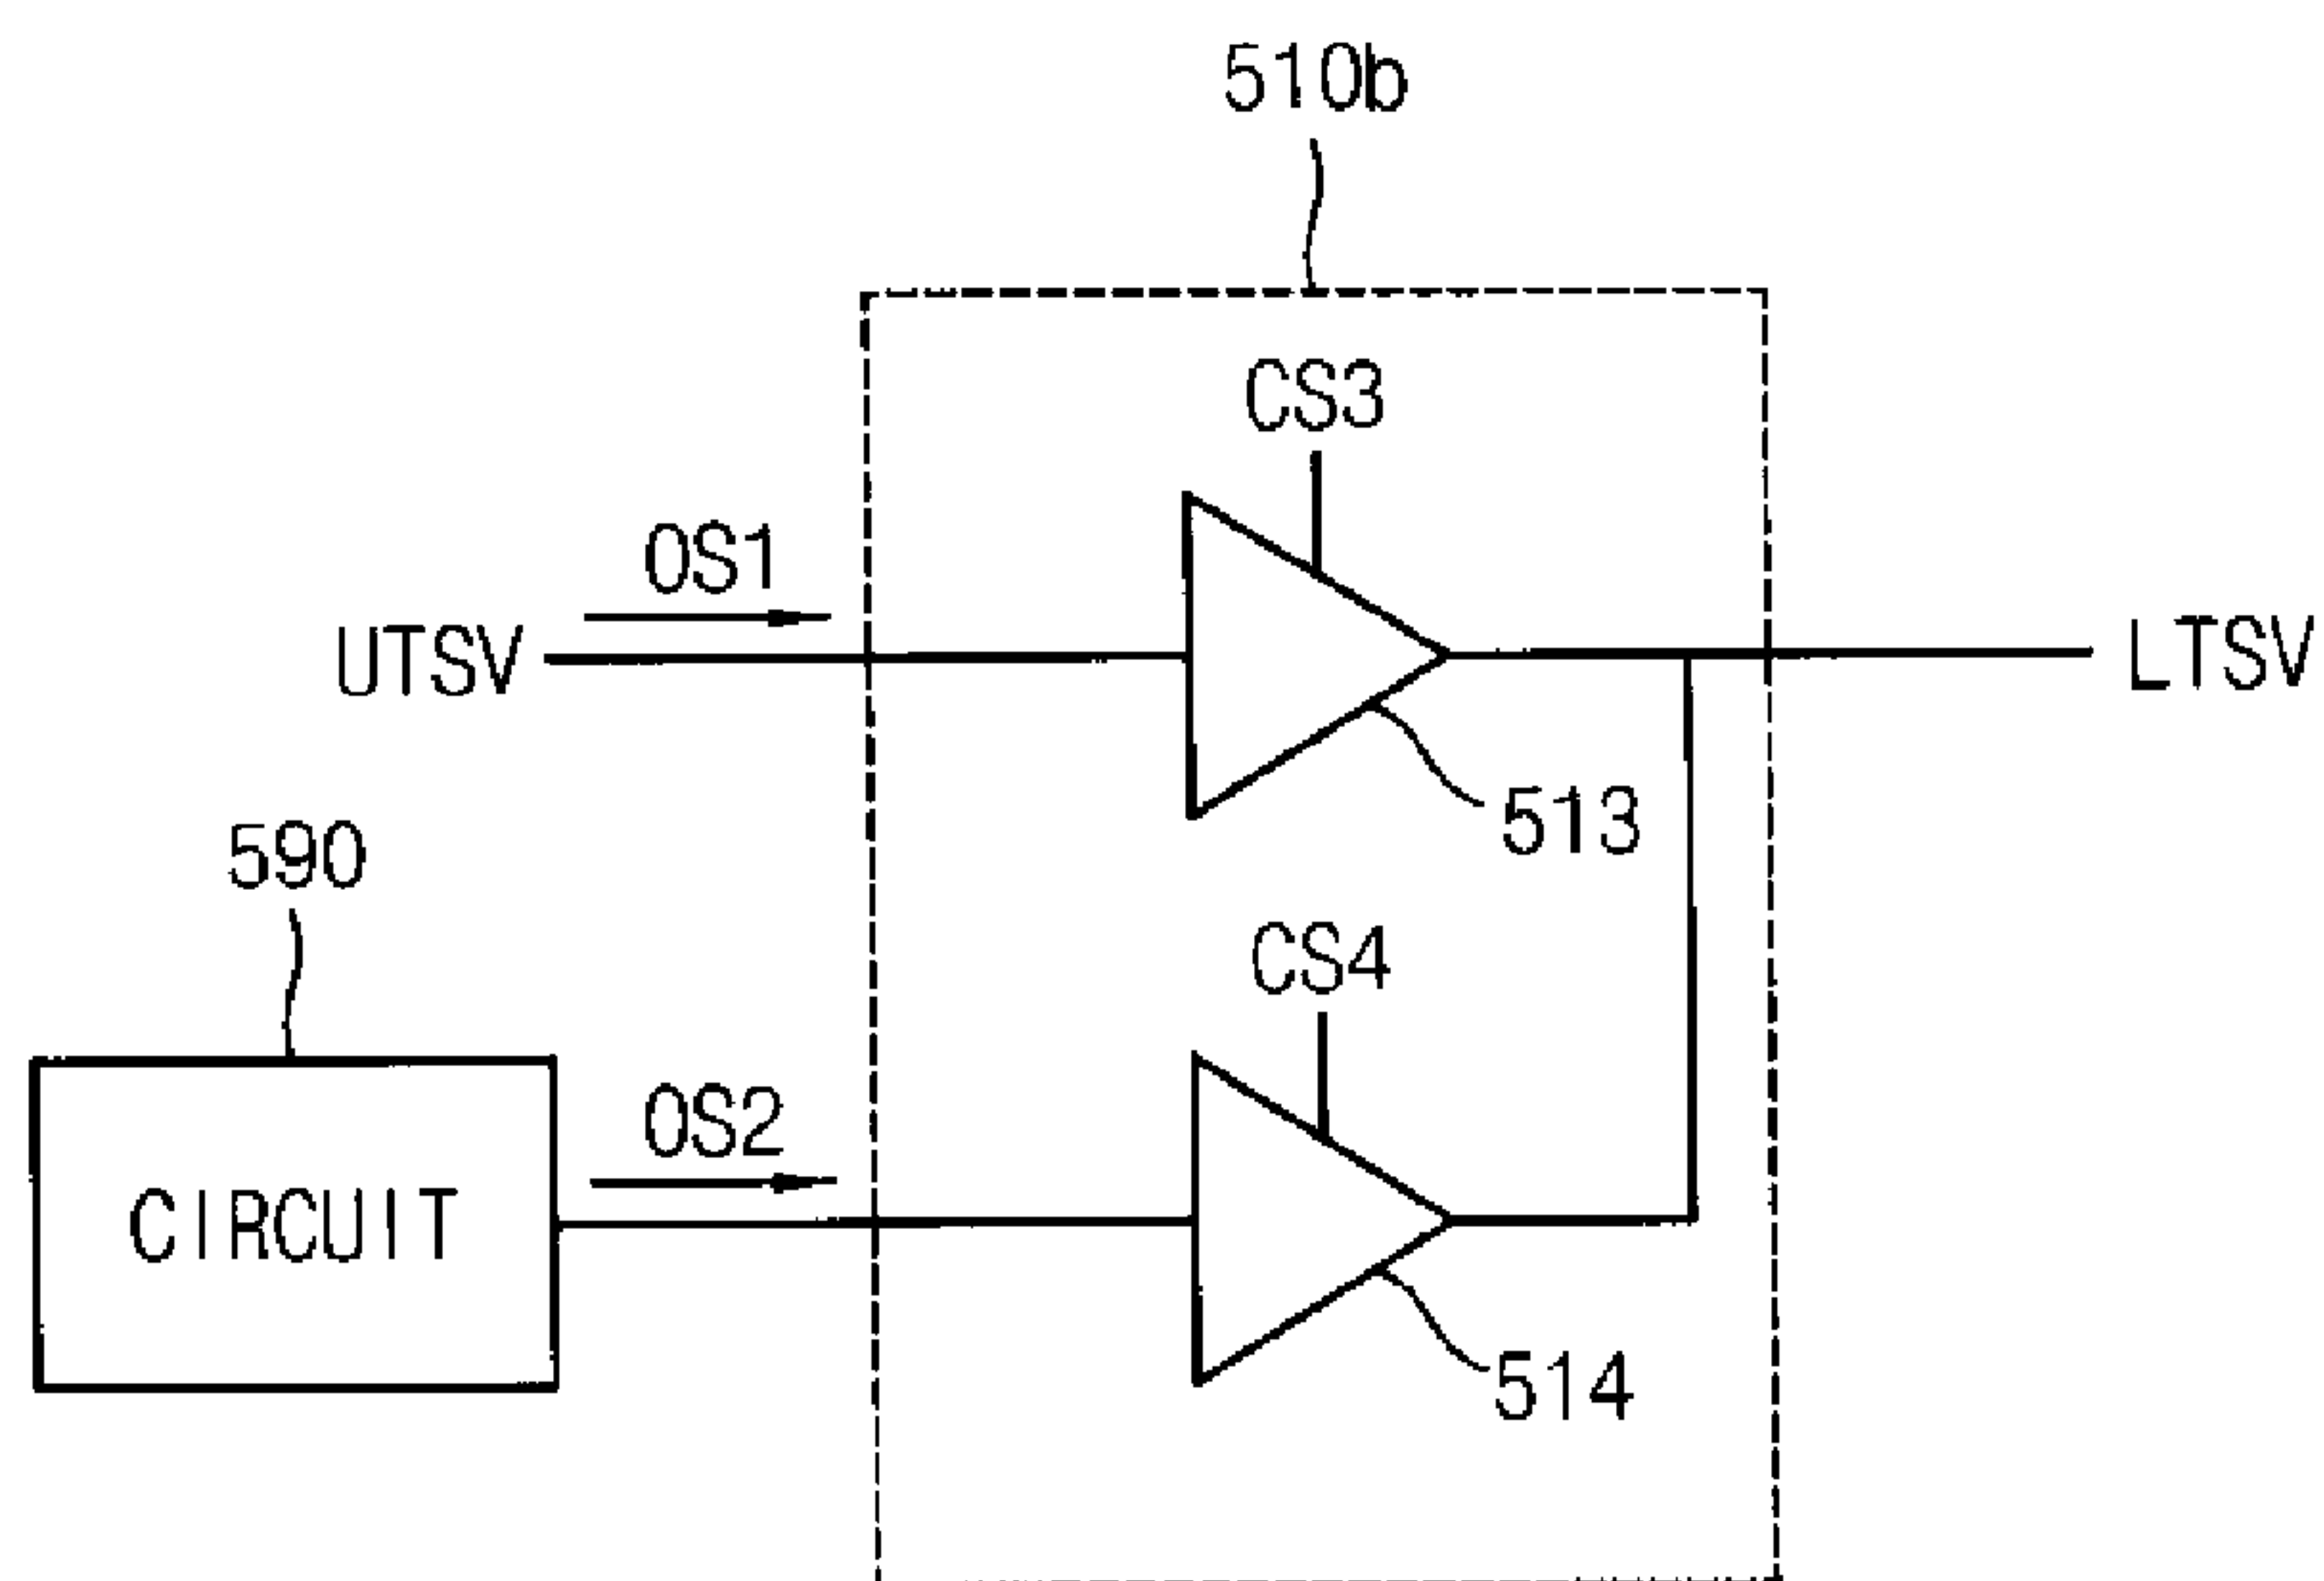 510b
CS3
OS1
UTSV
LTSV
513
590
CS4
OS2
CIRCUIT
514